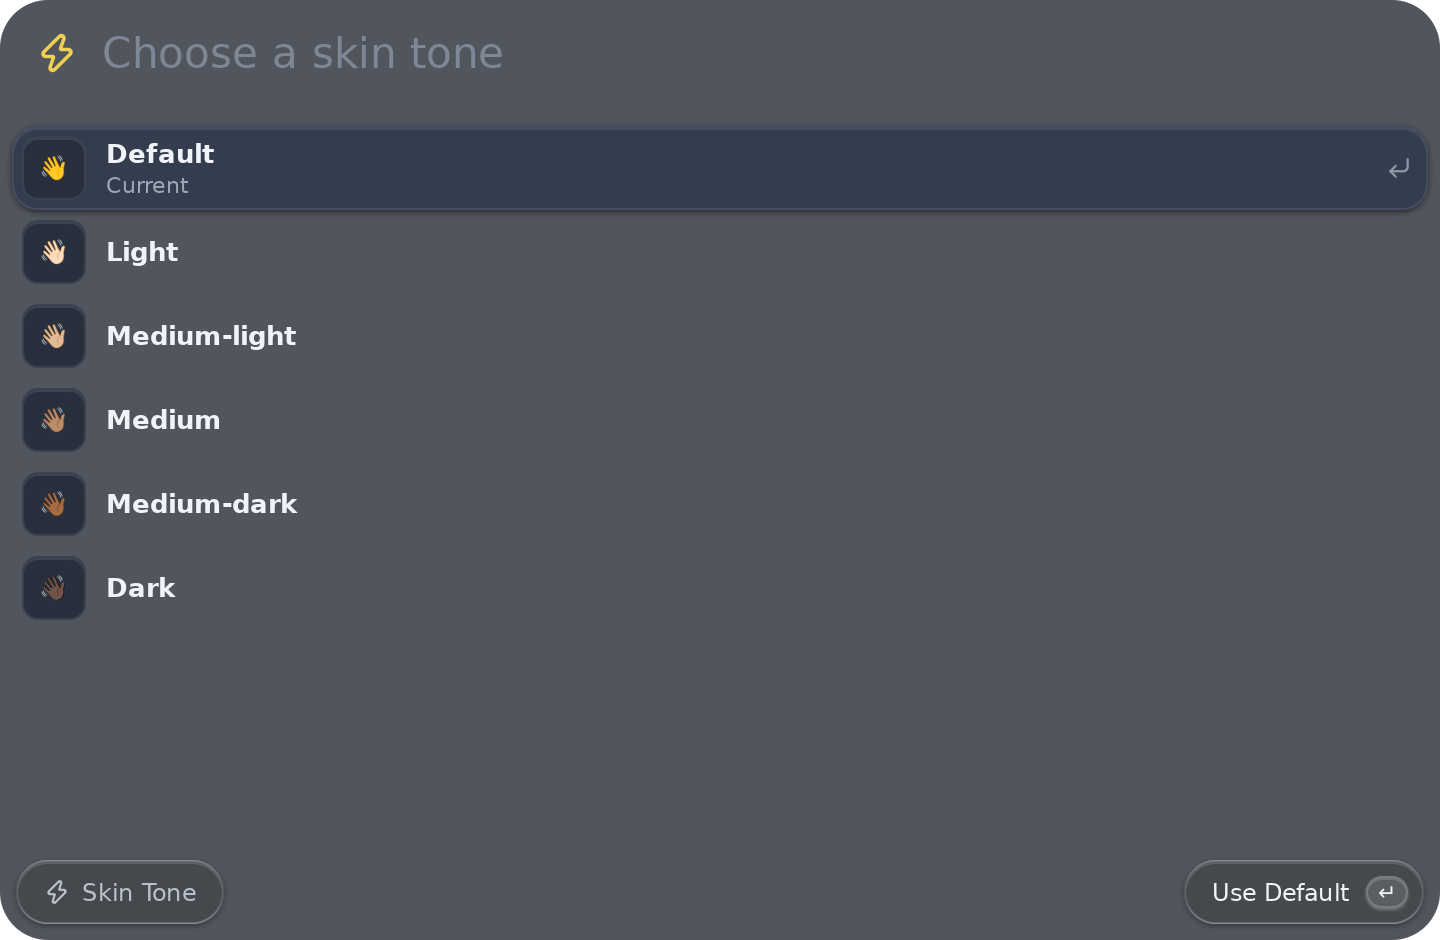 Choose a skin tone
Default
Current
Light
Medium-light
Medium
Medium-dark
Dark
Skin Tone
Use Default